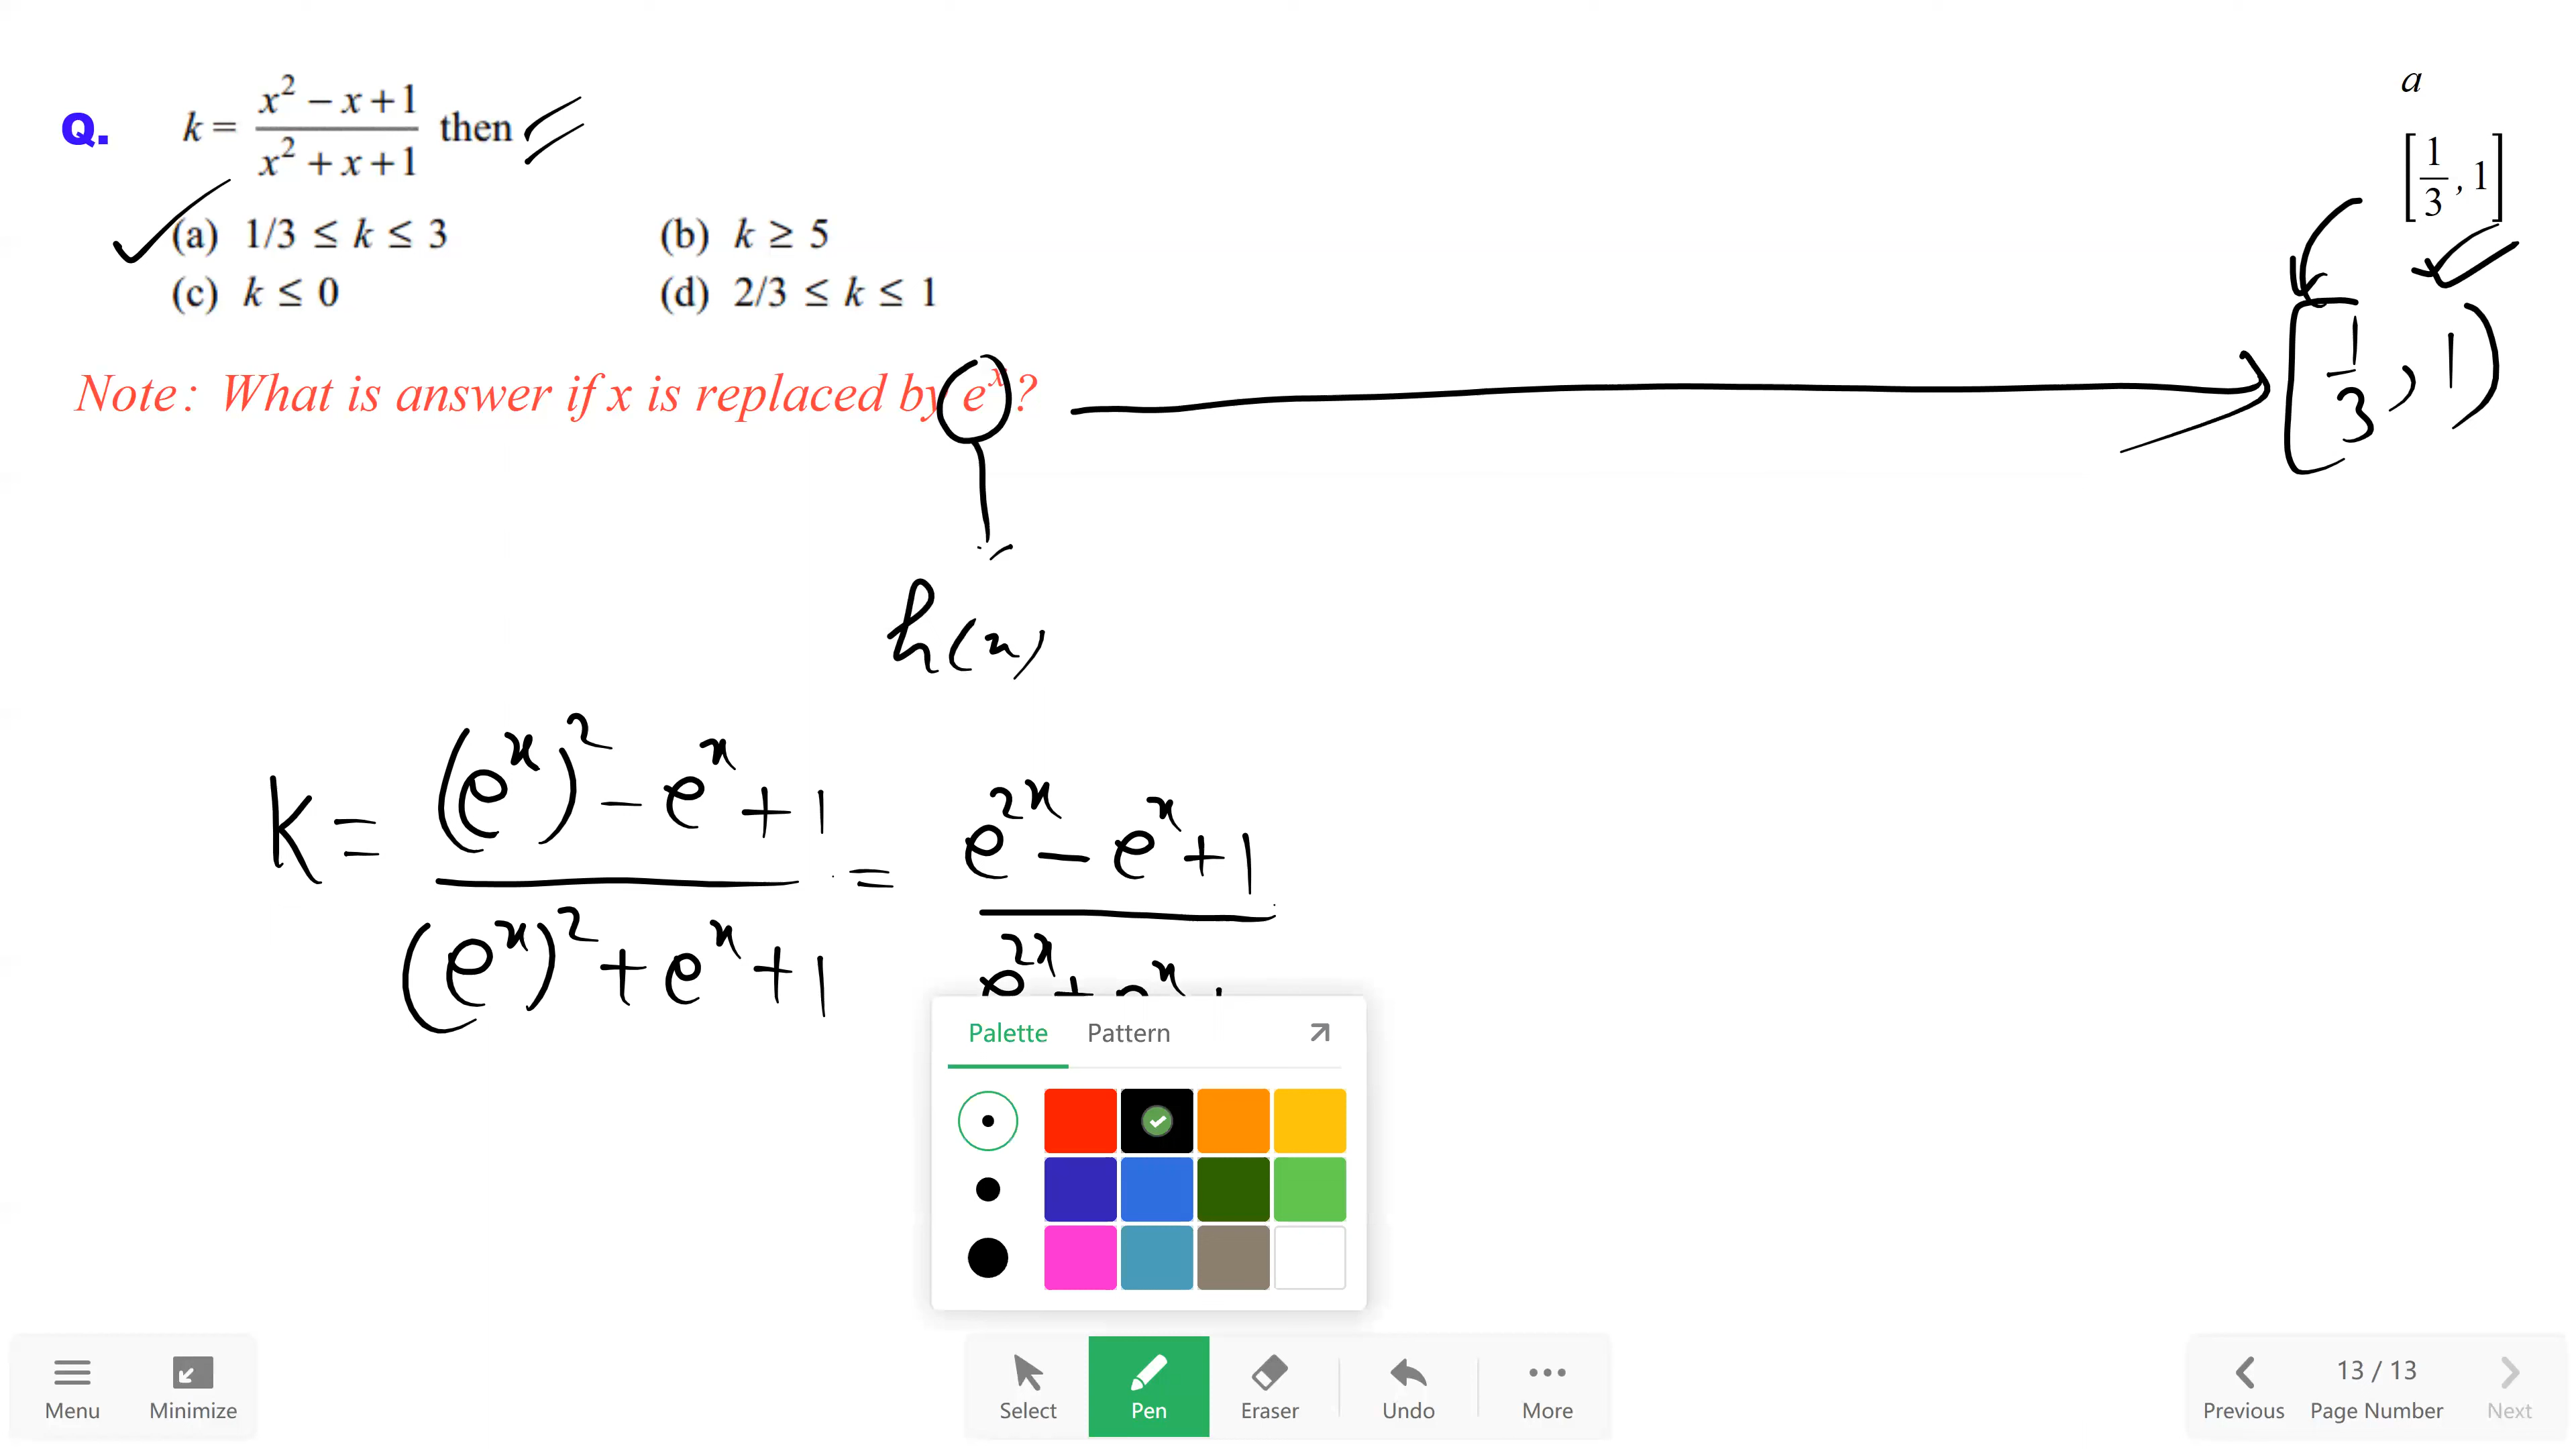 a
Q. k = (x² − x + 1)/(x² + x + 1) then
[1/3, 1]
(a) 1/3 ≤ k ≤ 3 (b) k ≥ 5
(c) k ≤ 0 (d) 2/3 ≤ k ≤ 1
Note: What is answer if x is replaced by eˣ?
[1/3, 1)
h(x)
K = ((eˣ)² − eˣ + 1)/((eˣ)² + eˣ + 1) = (e²ˣ − eˣ + 1)/(e²ˣ + eˣ +
Palette Pattern
Menu Minimize Select Pen Eraser Undo More Previous 13 / 13 Page Number Next